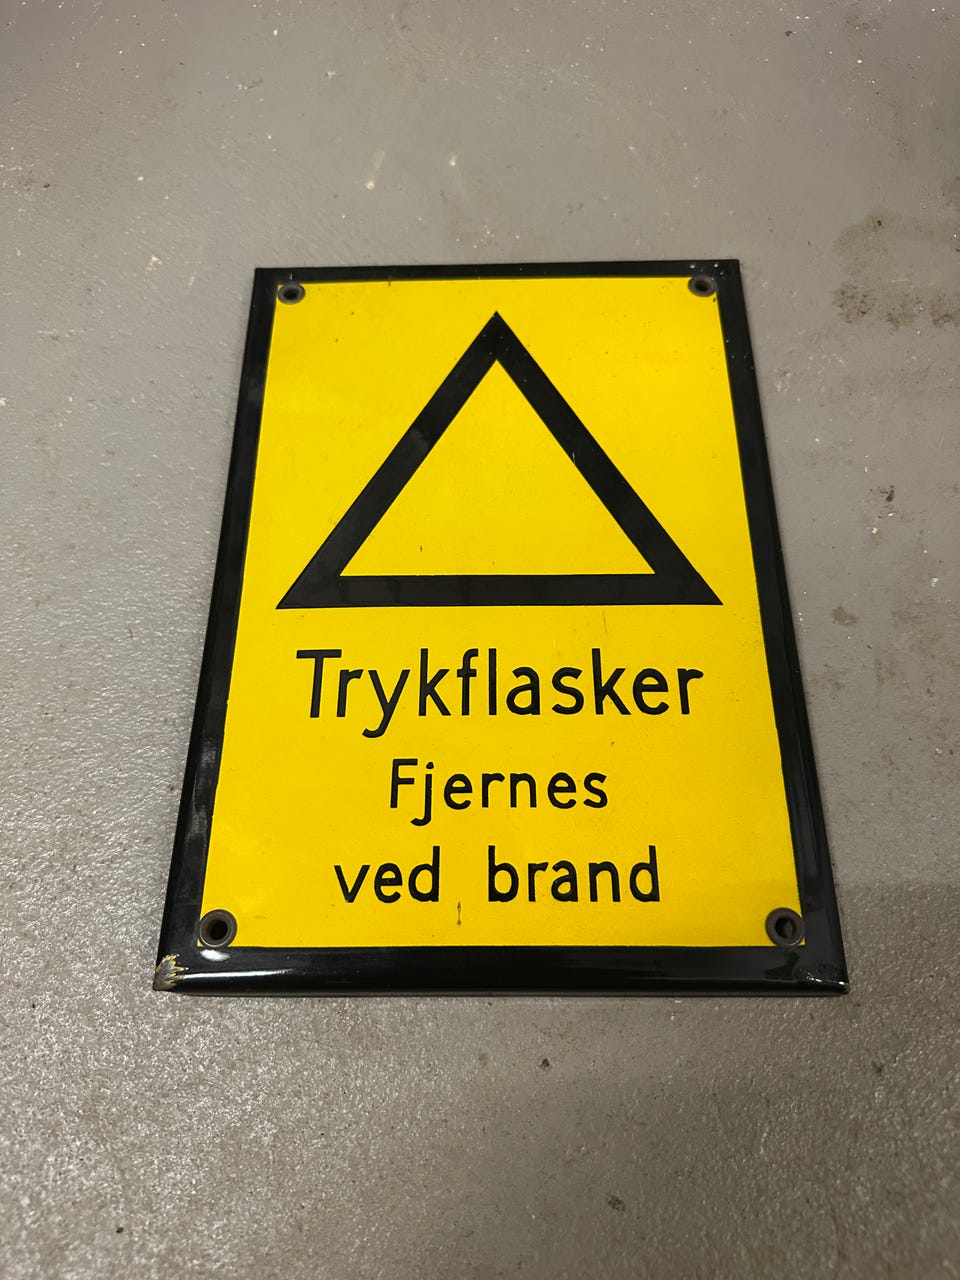 Trykflasker
Fjernes
ved brand